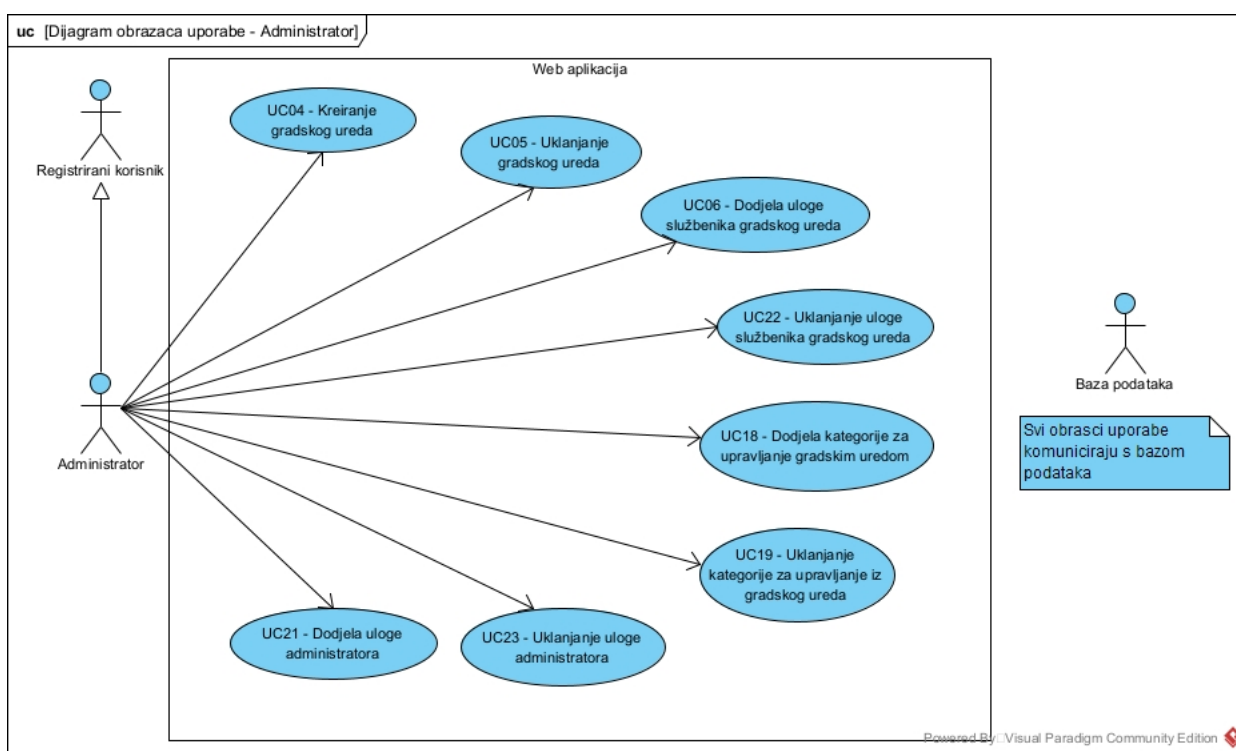 uc [Dijagram obrazaca uporabe - Administrator]
Web aplikacija
Registrirani korisnik
Administrator
UC04 - Kreiranje
gradskog ureda
UC05 - Uklanjanje
gradskog ureda
UC06 - Dodjela uloge
službenika gradskog ureda
UC22 - Uklanjanje uloge
službenika gradskog ureda
UC18 - Dodjela kategorije za
upravljanje gradskim uredom
UC19 - Uklanjanje
kategorije za upravljanje iz
gradskog ureda
UC21 - Dodjela uloge
administratora
UC23 - Uklanjanje uloge
administratora
Baza podataka
Svi obrasci uporabe
komuniciraju s bazom
podataka
Powered By Visual Paradigm Community Edition